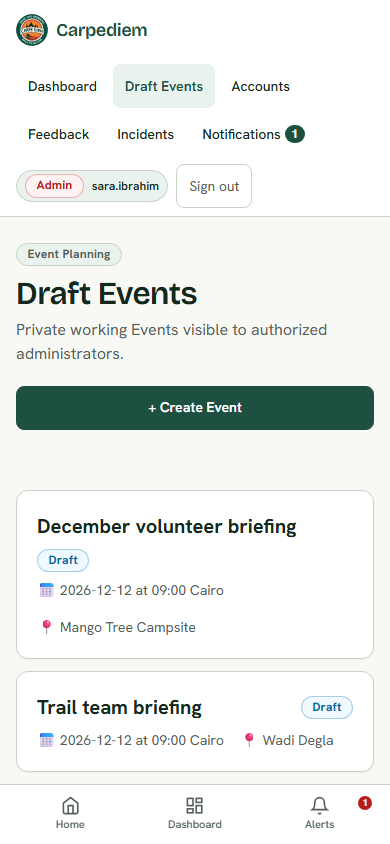 Carpediem
Dashboard Draft Events Accounts
Feedback Incidents Notifications 1
Admin sara.ibrahim Sign out
Event Planning
Draft Events
Private working Events visible to authorized
administrators.
+ Create Event
December volunteer briefing
Draft
2026-12-12 at 09:00 Cairo
Mango Tree Campsite
Trail team briefing Draft
2026-12-12 at 09:00 Cairo Wadi Degla
1
Home Dashboard Alerts